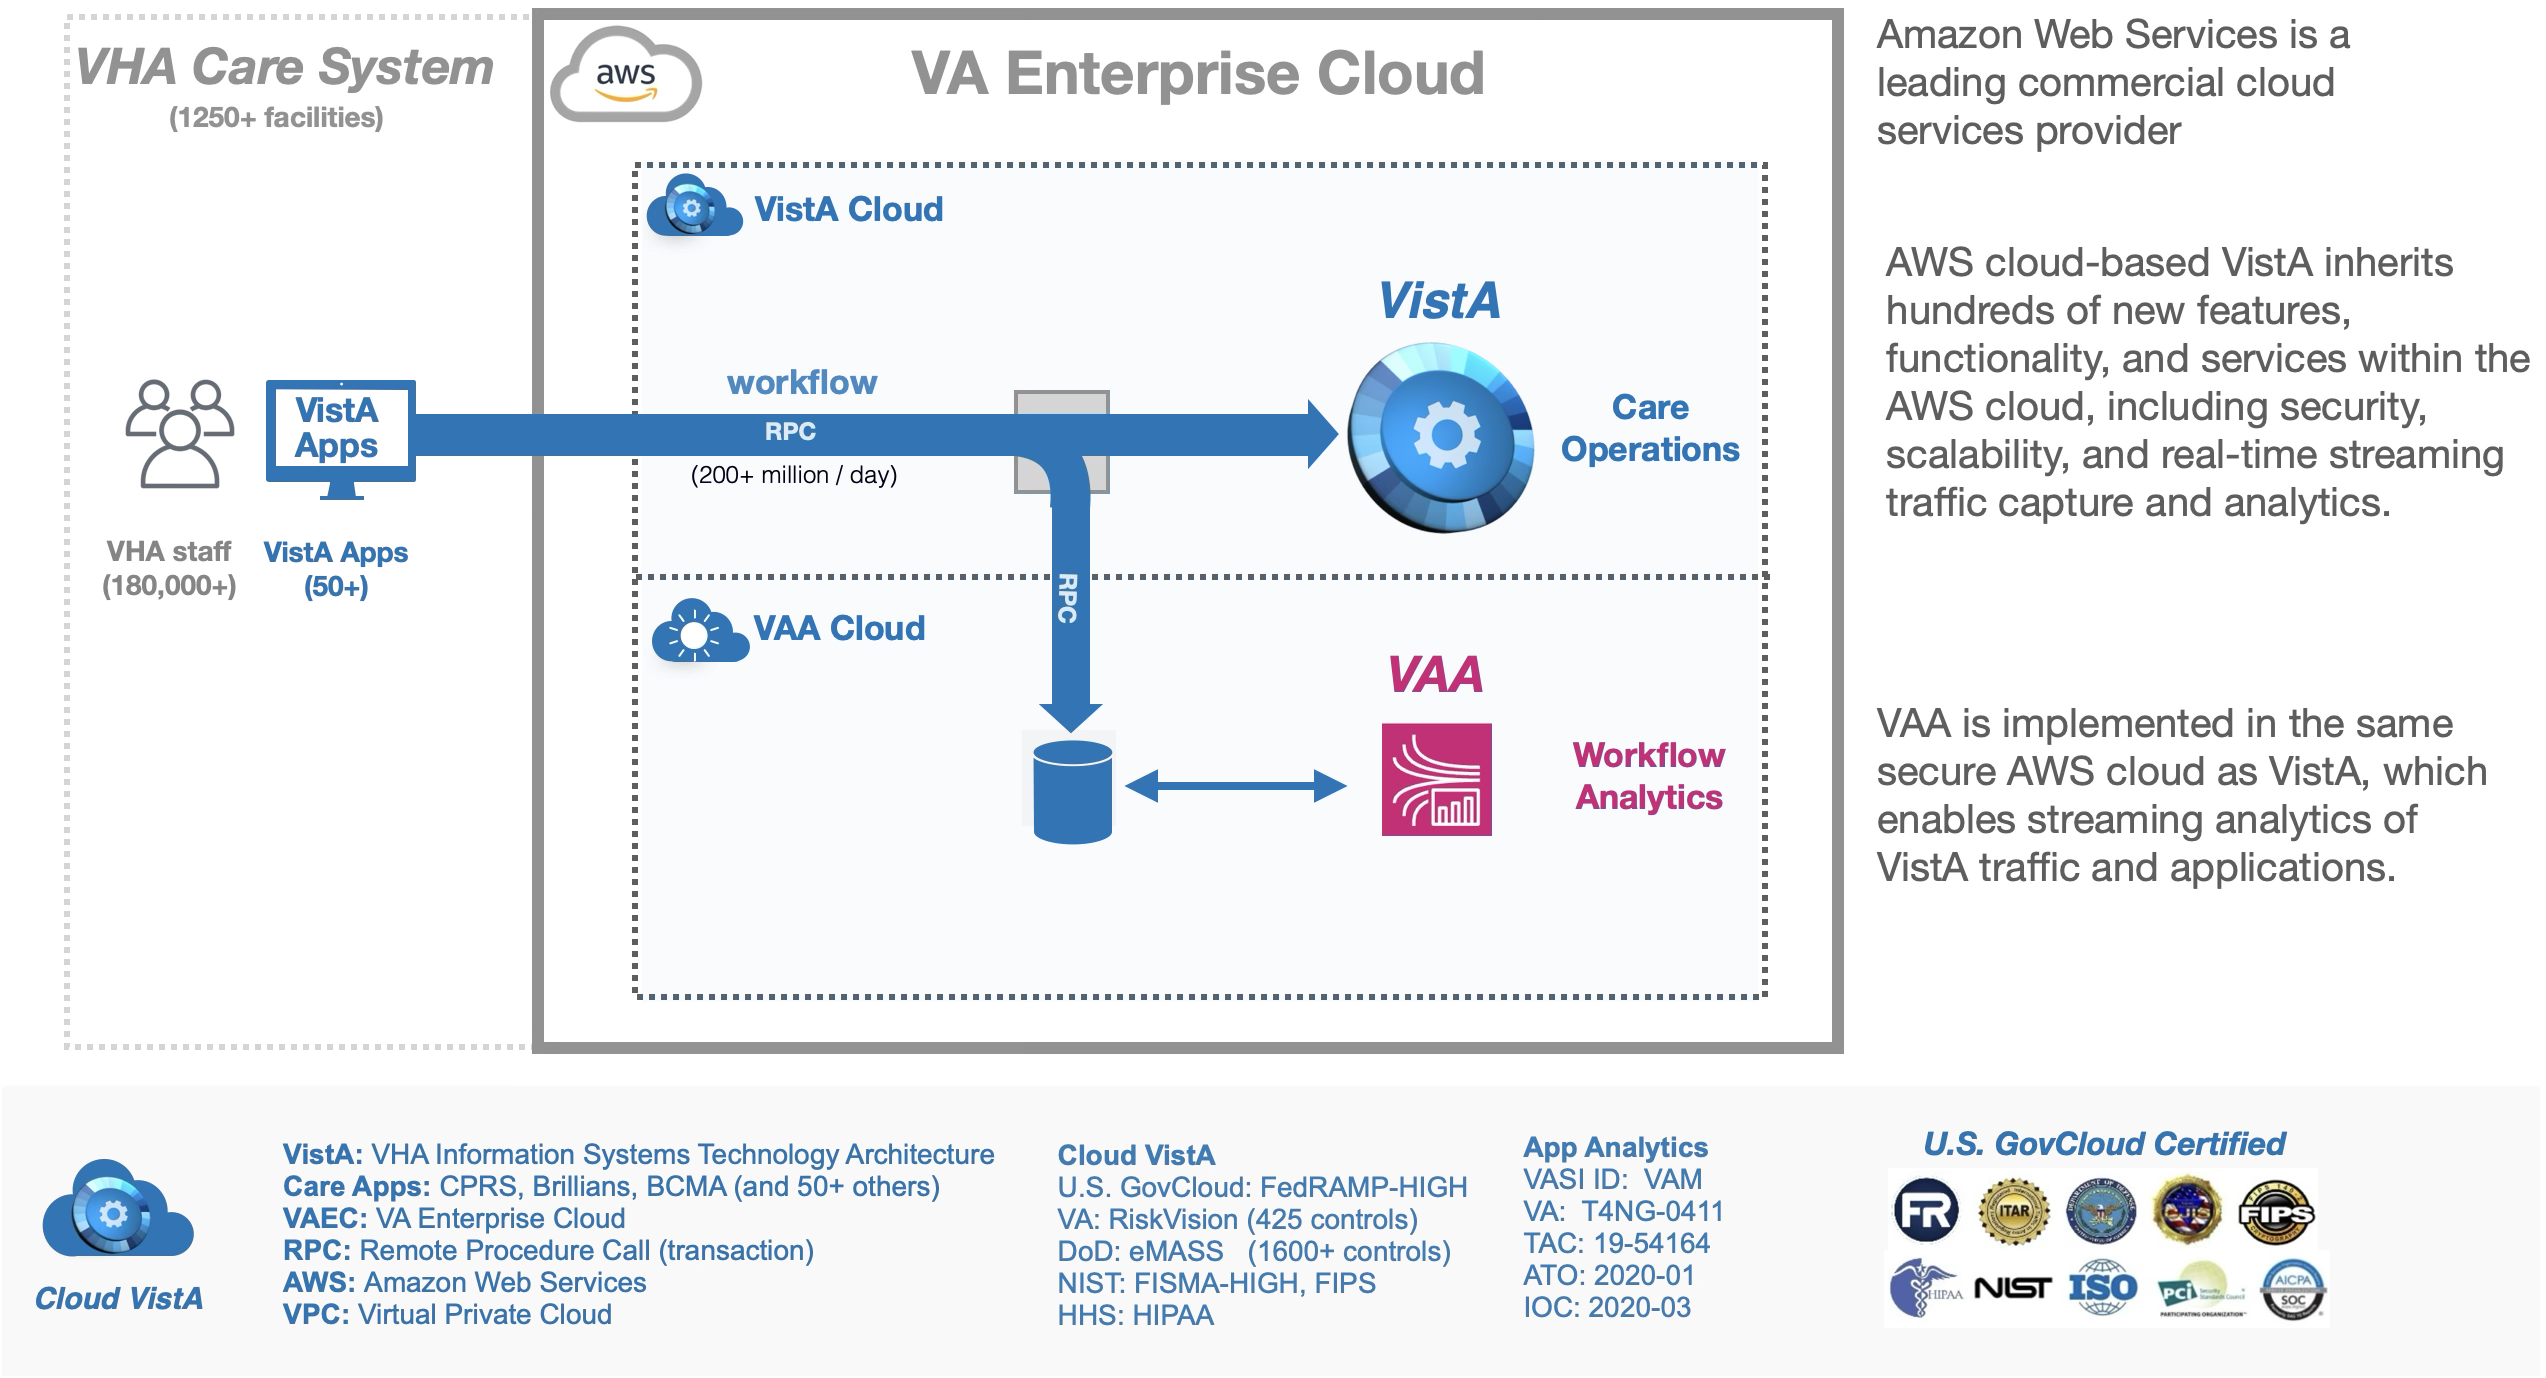 VHA Care System
(1250+ facilities)
aws
VA Enterprise Cloud
VistA Cloud
VistA
workflow
RPC
(200+ million / day)
Care
Operations
VistA
Apps
VHA staff
(180,000+)
VistA Apps
(50+)
RPC
VAA Cloud
VAA
Workflow
Analytics
Amazon Web Services is a
leading commercial cloud
services provider
AWS cloud-based VistA inherits
hundreds of new features,
functionality, and services within the
AWS cloud, including security,
scalability, and real-time streaming
traffic capture and analytics.
VAA is implemented in the same
secure AWS cloud as VistA, which
enables streaming analytics of
VistA traffic and applications.
Cloud VistA
VistA: VHA Information Systems Technology Architecture
Care Apps: CPRS, Brillians, BCMA (and 50+ others)
VAEC: VA Enterprise Cloud
RPC: Remote Procedure Call (transaction)
AWS: Amazon Web Services
VPC: Virtual Private Cloud
Cloud VistA
U.S. GovCloud: FedRAMP-HIGH
VA: RiskVision (425 controls)
DoD: eMASS (1600+ controls)
NIST: FISMA-HIGH, FIPS
HHS: HIPAA
App Analytics
VASI ID: VAM
VA: T4NG-0411
TAC: 19-54164
ATO: 2020-01
IOC: 2020-03
U.S. GovCloud Certified
FR
ITAR
CJIS
FIPS 140-2
FIPS
HIPAA
NIST
ISO
PCI
Security
Standards Council
PARTICIPATING ORGANIZATION
AICPA
SOC